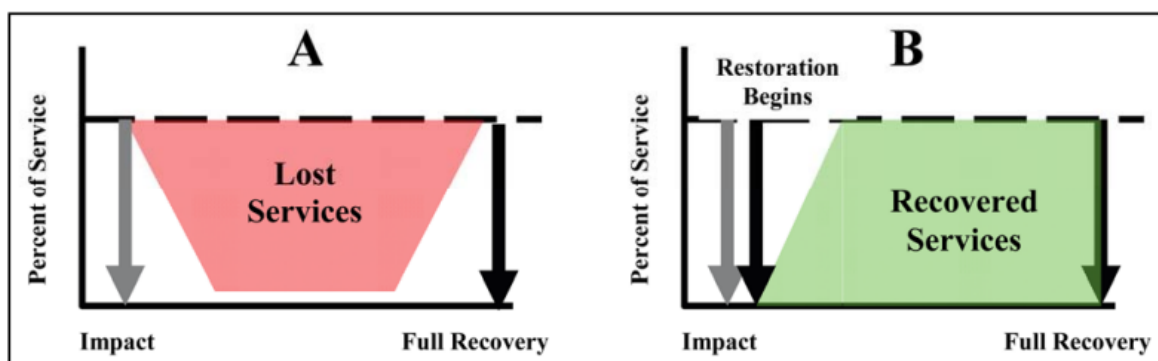 A
Percent of Service
Lost
Services
Impact
Full Recovery
B
Restoration
Begins
Percent of Service
Recovered
Services
Impact
Full Recovery